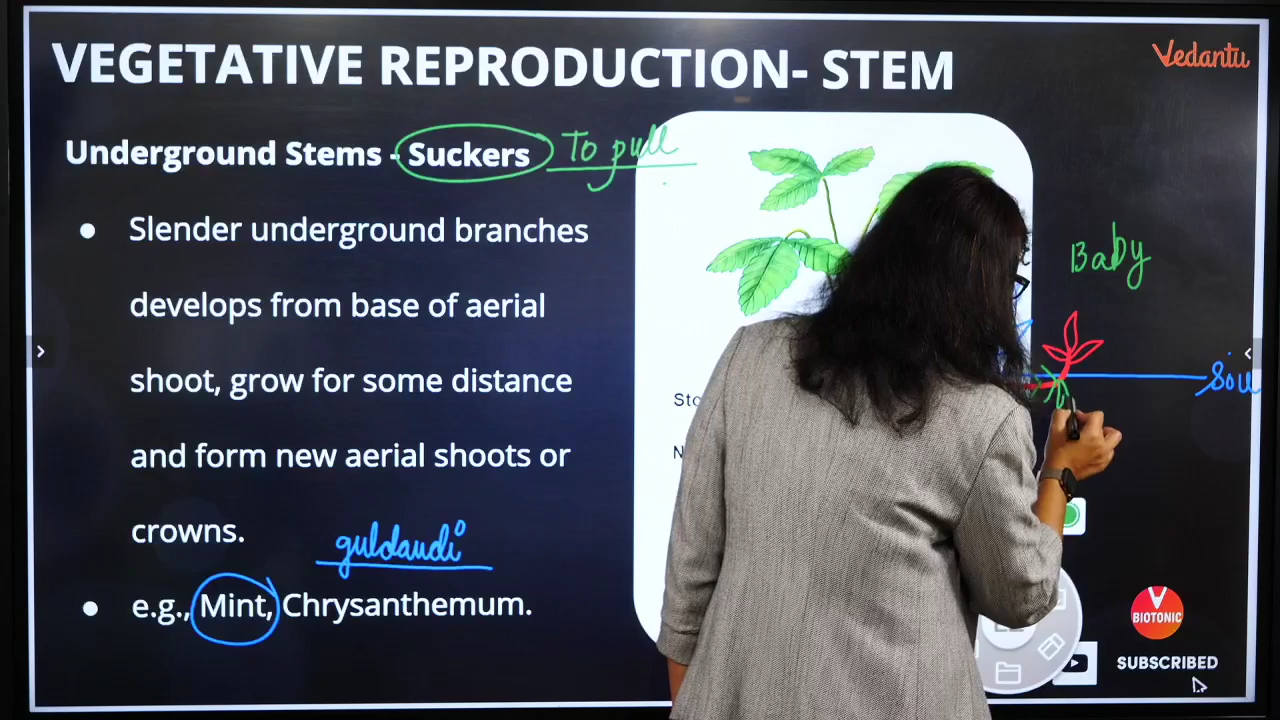 VEGETATIVE REPRODUCTION- STEM
Vedantu
Underground Stems - Suckers To pull
Slender underground branches
develops from base of aerial
shoot, grow for some distance
and form new aerial shoots or
crowns.
guldaudi
e.g., Mint, Chrysanthemum.
Baby
V
BIOTONIC
SUBSCRIBED